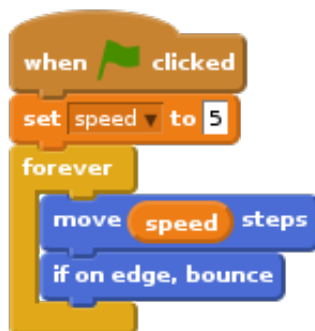 when clicked
set speed to 5
forever
move speed steps
if on edge, bounce